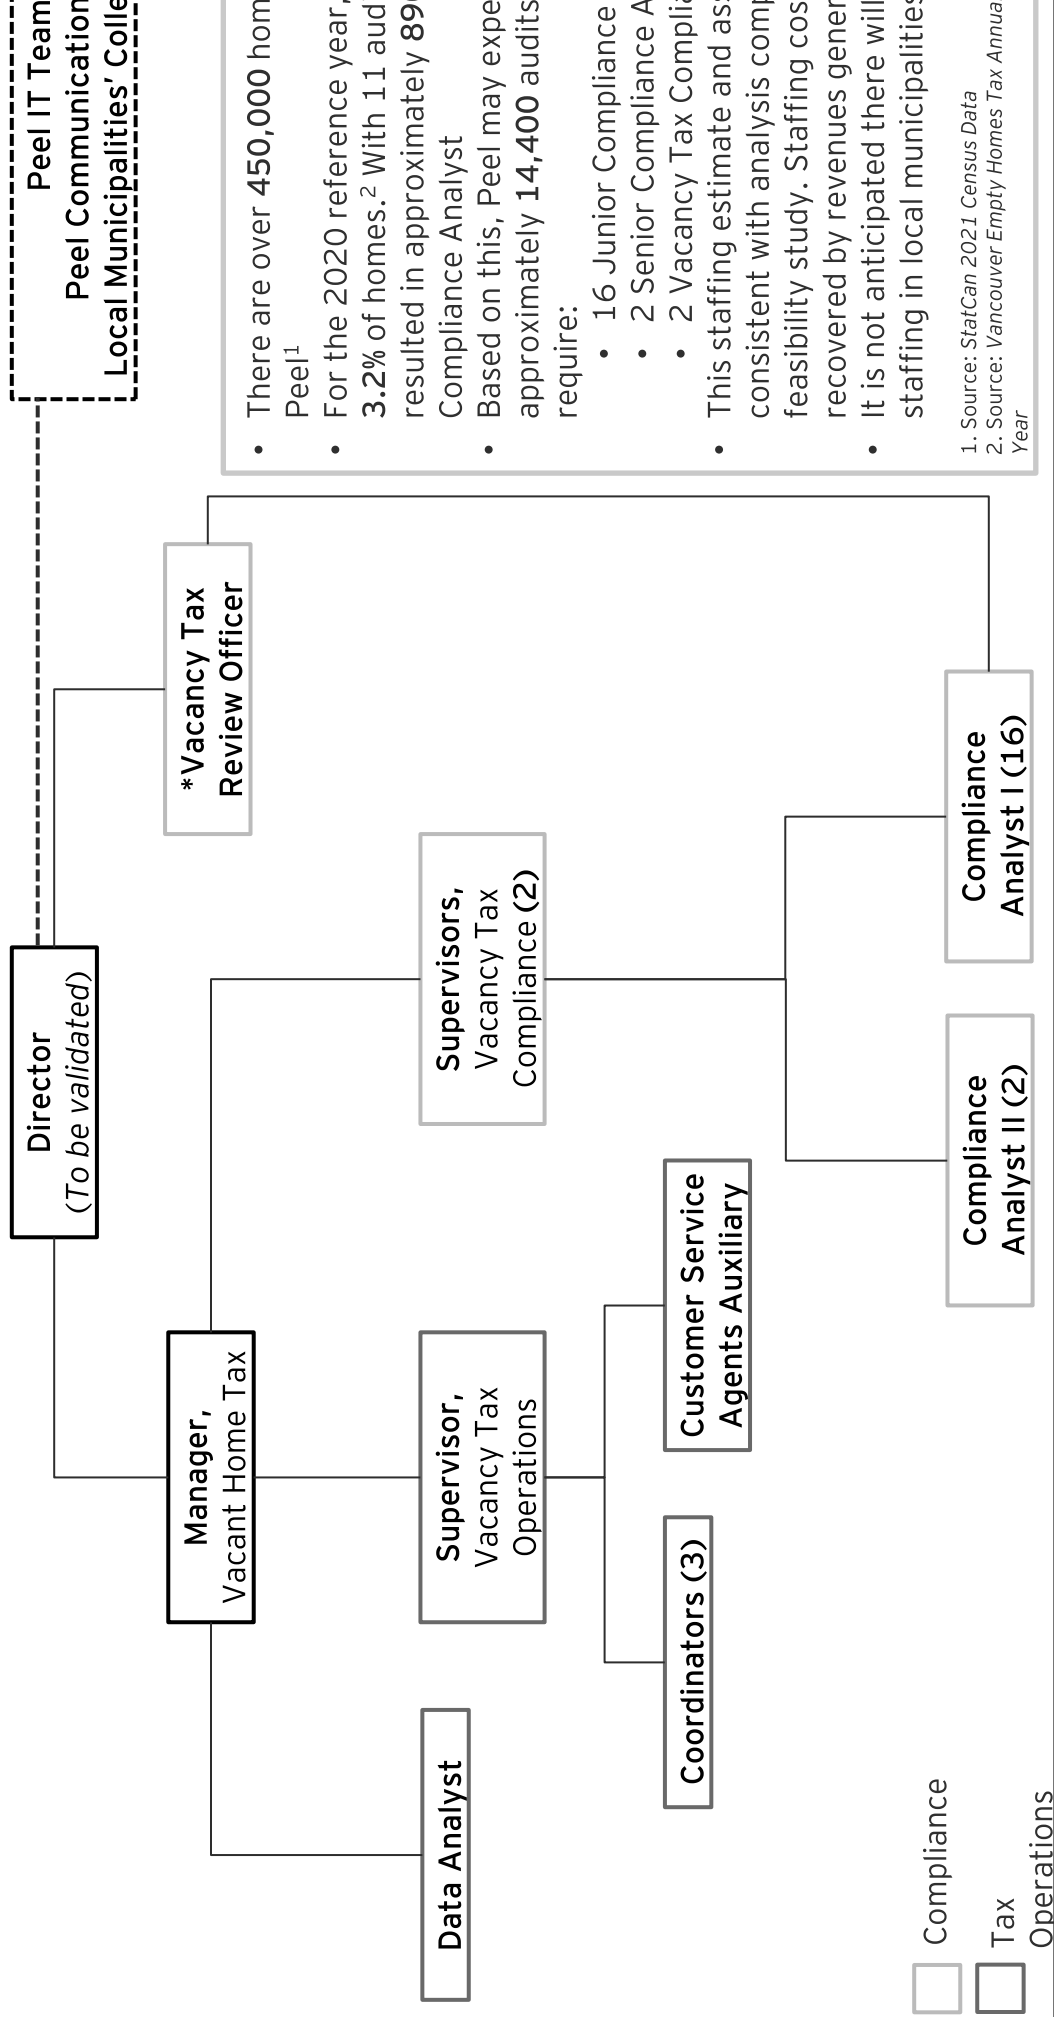 Peel IT Team
Peel Communication
Local Municipalities' Colle
Director
(To be validated)
*Vacancy Tax
Review Officer
Manager,
Vacant Home Tax
Supervisors,
Vacancy Tax
Compliance (2)
Supervisor,
Vacancy Tax
Operations
Data Analyst
Customer Service
Agents Auxiliary
Coordinators (3)
Compliance
Analyst I (16)
Compliance
Analyst II (2)
Compliance
Tax
Operations
• There are over 450,000 hom
Peel1
• For the 2020 reference year,
3.2% of homes.2 With 11 aud
resulted in approximately 89
Compliance Analyst
• Based on this, Peel may expe
approximately 14,400 audits
require:
• 16 Junior Compliance
• 2 Senior Compliance A
• 2 Vacancy Tax Complia
• This staffing estimate and ass
consistent with analysis comp
feasibility study. Staffing cos
recovered by revenues gener
• It is not anticipated there will
staffing in local municipalities
1. Source: StatCan 2021 Census Data
2. Source: Vancouver Empty Homes Tax Annua
Year